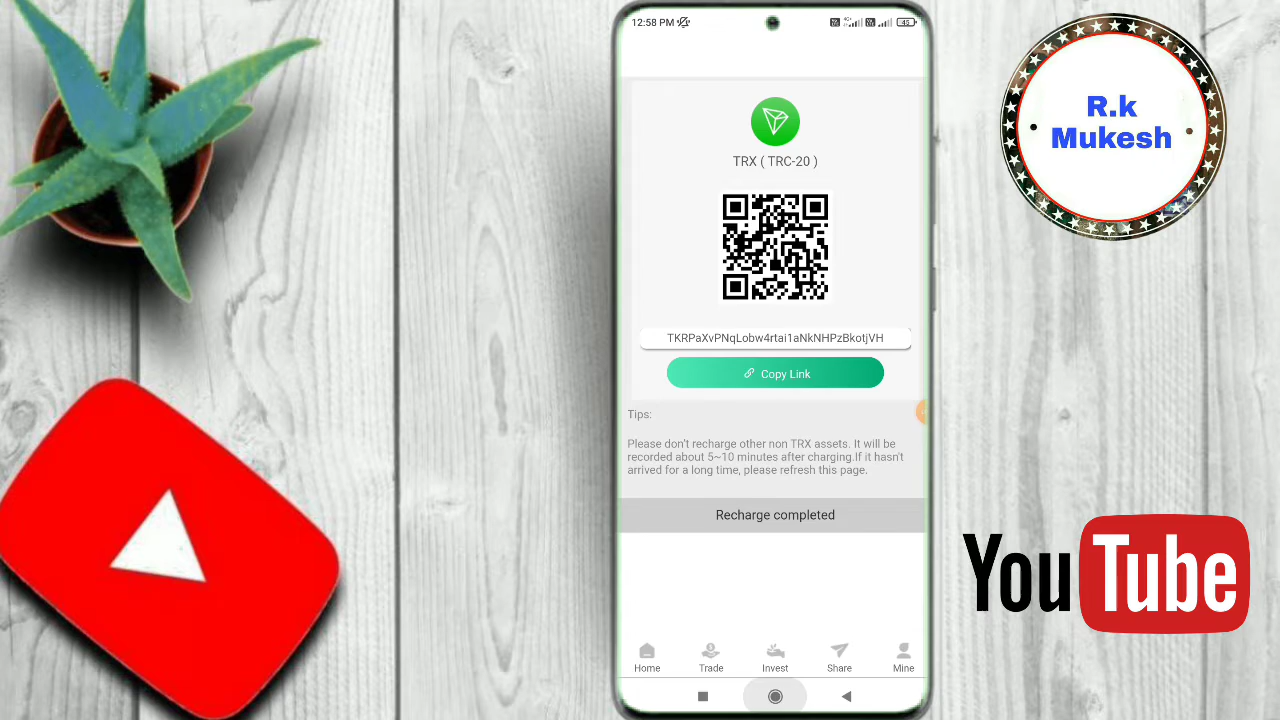 12:58 PM
45
TRX ( TRC-20 )
TKRPaXvPNqLobw4rtai1aNkNHPzBkotjVH
Copy Link
Tips:
Please don't recharge other non TRX assets. It will be
recorded about 5~10 minutes after charging.If it hasn't
arrived for a long time, please refresh this page.
Recharge completed
Home
Trade
Invest
Share
Mine
R.k
Mukesh
YouTube